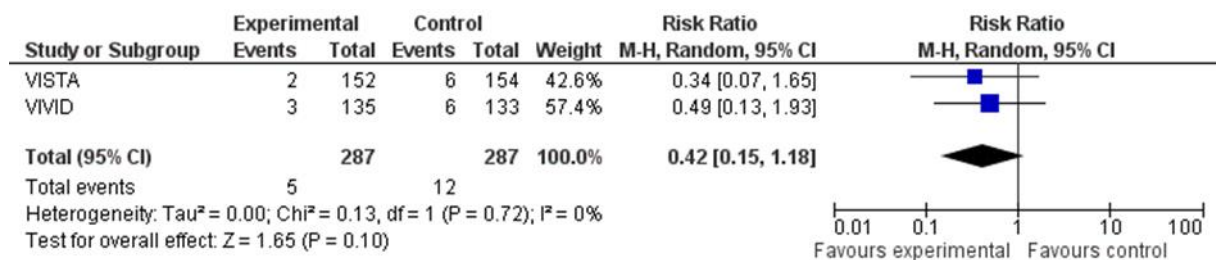 Experimental Control Risk Ratio Risk Ratio
Study or Subgroup Events Total Events Total Weight M-H, Random, 95% CI M-H, Random, 95% CI
VISTA 2 152 6 154 42.6% 0.34 [0.07, 1.65]
VIVID 3 135 6 133 57.4% 0.49 [0.13, 1.93]
Total (95% CI) 287 287 100.0% 0.42 [0.15, 1.18]
Total events 5 12
Heterogeneity: Tau² = 0.00; Chi² = 0.13, df = 1 (P = 0.72); I² = 0%
Test for overall effect: Z = 1.65 (P = 0.10)
0.01 0.1 1 10 100
Favours experimental Favours control